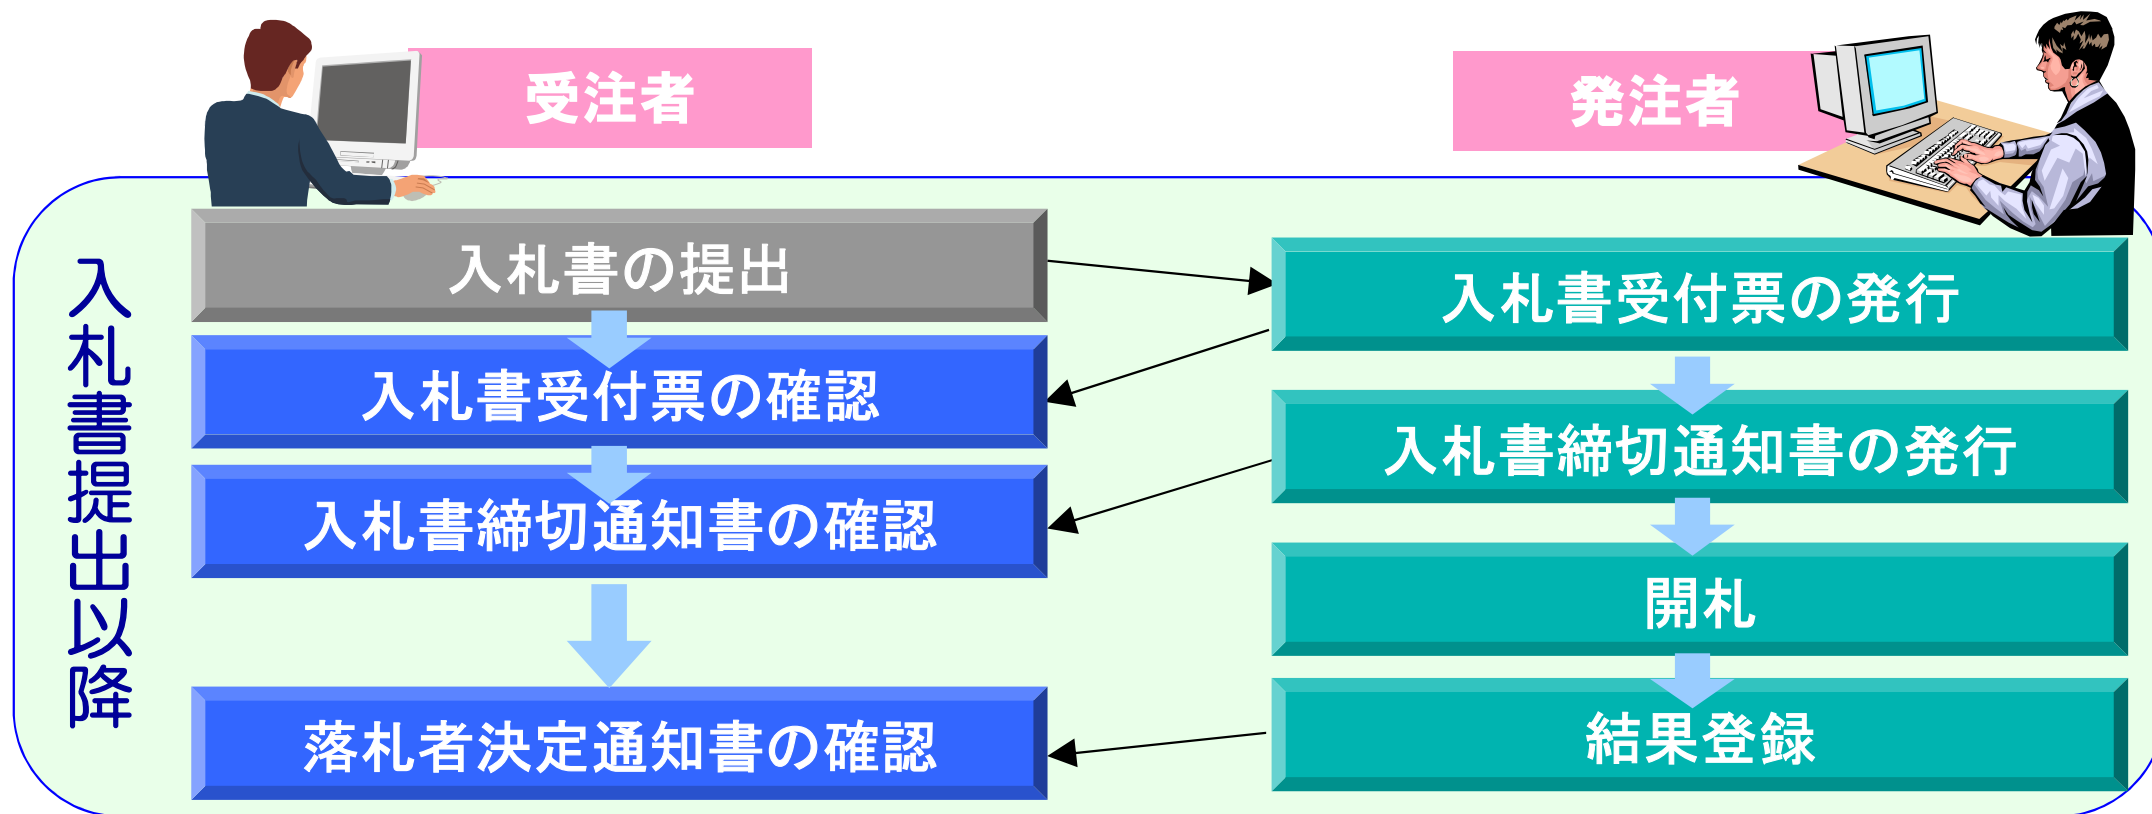 受注者
発注者
入札書提出以降
入札書の提出
入札書受付票の確認
入札書締切通知書の確認
落札者決定通知書の確認
入札書受付票の発行
入札書締切通知書の発行
開札
結果登録